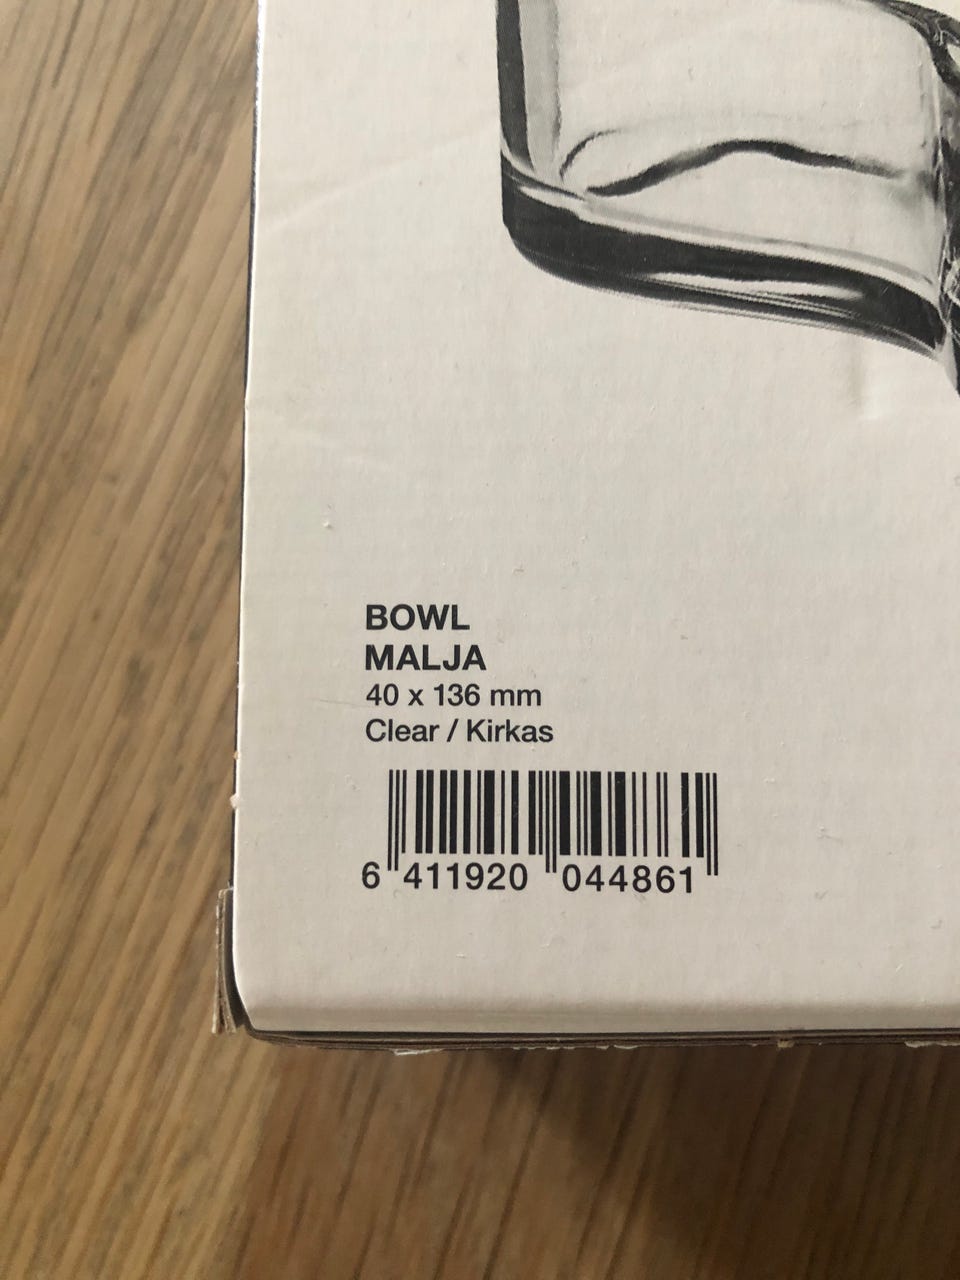 BOWL
MALJA
40 x 136 mm
Clear / Kirkas
6 411920 044861